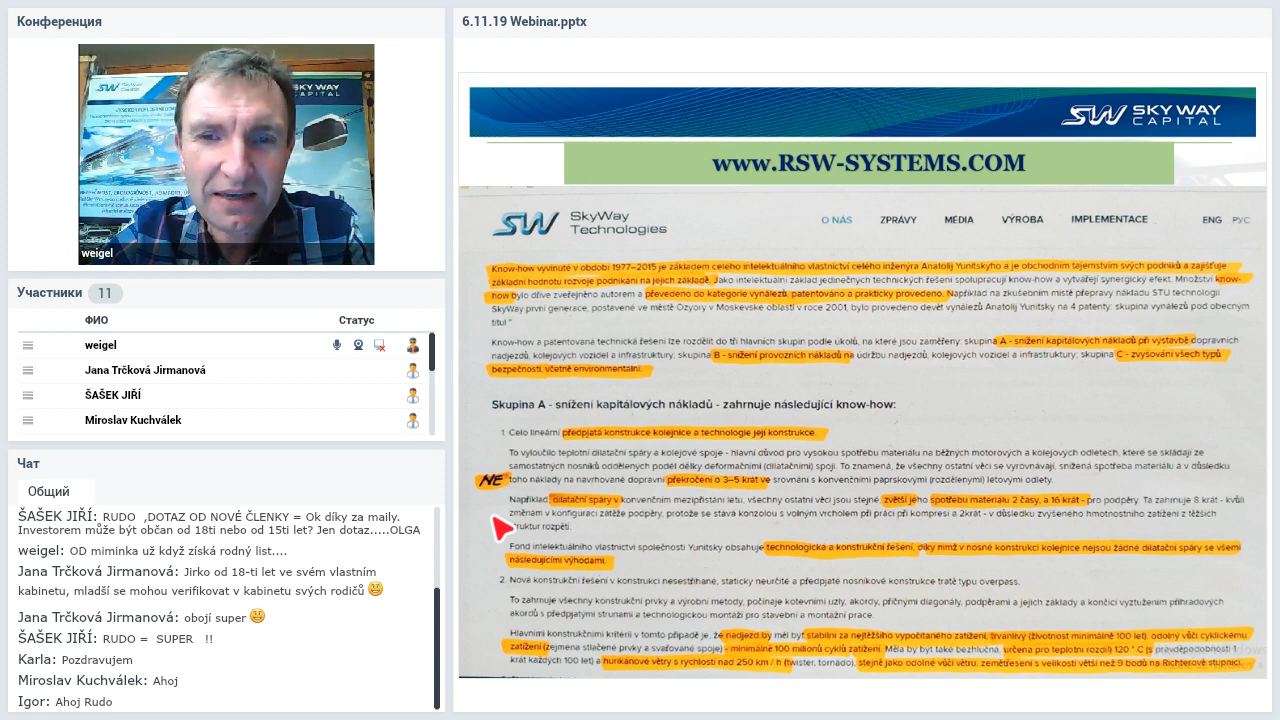 Конференция
SkyWay
Capital
SKY WAY
CAPITAL
weigel
Участники 11
ФИО Статус
weigel
Jana Trčková Jirmanová
ŠAŠEK JIŘÍ
Miroslav Kuchválek
Чат
Общий
ŠAŠEK JIŘÍ: RUDO ,DOTAZ OD NOVÉ ČLENKY = Ok díky za maily.
Investorem může být občan od 18ti nebo od 15ti let? Jen dotaz.....OLGA
weigel: OD miminka už když získá rodný list....
Jana Trčková Jirmanová: Jirko od 18-ti let ve svém vlastním
kabinetu, mladší se mohou verifikovat v kabinetu svých rodičů
Jana Trčková Jirmanová: obojí super
ŠAŠEK JIŘÍ: RUDO = SUPER !!
Karla: Pozdravujem
Miroslav Kuchválek: Ahoj
Igor: Ahoj Rudo
6.11.19 Webinar.pptx
SW SKY WAY
CAPITAL
www.RSW-SYSTEMS.COM
SW SkyWay
Technologies
O NÁS ZPRÁVY MÉDIA VÝROBA IMPLEMENTACE ENG РУС
Know-how vyvinuté v období 1977–2015 je základem celého intelektuálního vlastnictví celého inženýra Anatolij Yunitskyho a je obchodním tajemstvím svých podniků a zajišťuje
základní hodnotu rozvoje podnikání na jejich základě. Jako intelektuální základ jedinečných technických řešení spolupracují know-how a vytvářejí synergický efekt. Množství know-
how bylo dříve zveřejněno autorem a převedeno do kategorie vynálezů, patentováno a prakticky provedeno. Například na zkušebním místě přepravy nákladu STU technologií
SkyWay první generace, postavené ve městě Ozyory v Moskevské oblasti v roce 2001, bylo provedeno devět vynálezů Anatolij Yunitsky na 4 patenty: skupina vynálezů pod obecným
titul "
Know-how a patentovaná technická řešení lze rozdělit do tří hlavních skupin podle úkolů, na které jsou zaměřeny: skupina A - snížení kapitálových nákladů při výstavbě dopravních
nadjezdů, kolejových vozidel a infrastruktury; skupina B - snížení provozních nákladů na údržbu nadjezdů, kolejových vozidel a infrastruktury; skupina C - zvyšování všech typů
bezpečnosti, včetně environmentální.
Skupina A - snížení kapitálových nákladů - zahrnuje následující know-how:
1. Celo lineární předpjatá konstrukce kolejnice a technologie její konstrukce.
To vyloučilo teplotní dilatační spáry a kolejové spoje - hlavní důvod pro vysokou spotřebu materiálu na běžných motorových a kolejových odletech, které se skládají ze
samostatných nosníků oddělených podél délky deformačními (dilatačními) spoji. To znamená, že všechny ostatní věci se vyrovnávají, snížená spotřeba materiálu a v důsledku
NE toho náklady na navrhované dopravní překročení o 3–5 krát ve srovnání s konvenčními paprskovými (rozdělenými) letovými odlety.
Například dilatační spáry v konvenčním mezipřistání letu, všechny ostatní věci jsou stejné, zvětší jeho spotřebu materiálu 2 časy, a 16 krát - pro podpěry. Ta zahrnuje 8 krát - kvůli
změnám v konfiguraci zátěže podpěry, protože se stává konzolou s volným vrcholem při práci při kompresi a 2krát - v důsledku zvýšeného hmotnostního zatížení z těžších
struktur rozpětí.
Fond intelektuálního vlastnictví společnosti Yunitsky obsahuje technologická a konstrukční řešení, díky nimž v nosné konstrukci kolejnice nejsou žádné dilatační spáry se všemi
následujícími výhodami.
2. Nová konstrukční řešení v konstrukci nesestříhané, staticky neurčité a předpjaté nosníkové konstrukce tratě typu overpass.
To zahrnuje všechny konstrukční prvky a výrobní metody, počínaje kotevními uzly, akordy, příčnými diagonály, podpěrami a jejich základy a končící vyztužením příhradových
akordů s předpjatými strunami a technologickou montáží pro stavební a montážní práce.
Hlavními konstrukčními kritérii v tomto případě je, že nadjezd by měl být stabilní za nejtěžšího vypočítaného zatížení, trvanlivý (životnost minimálně 100 let), odolný vůči cyklickému
zatížení (zejména stlačené prvky a svařované spoje) - minimálně 100 milionů cyklů zatížení. Měla by být také bezhlučná, určena pro teplotní rozdíl) 120 ° C (s pravděpodobností 1
krát každých 100 let) a hurikánové větry s rychlostí nad 250 km / h (twister, tornádo), stejně jako odolné vůči větru, zemětřesení s velikostí větší než 9 bodů na Richterově stupnici.